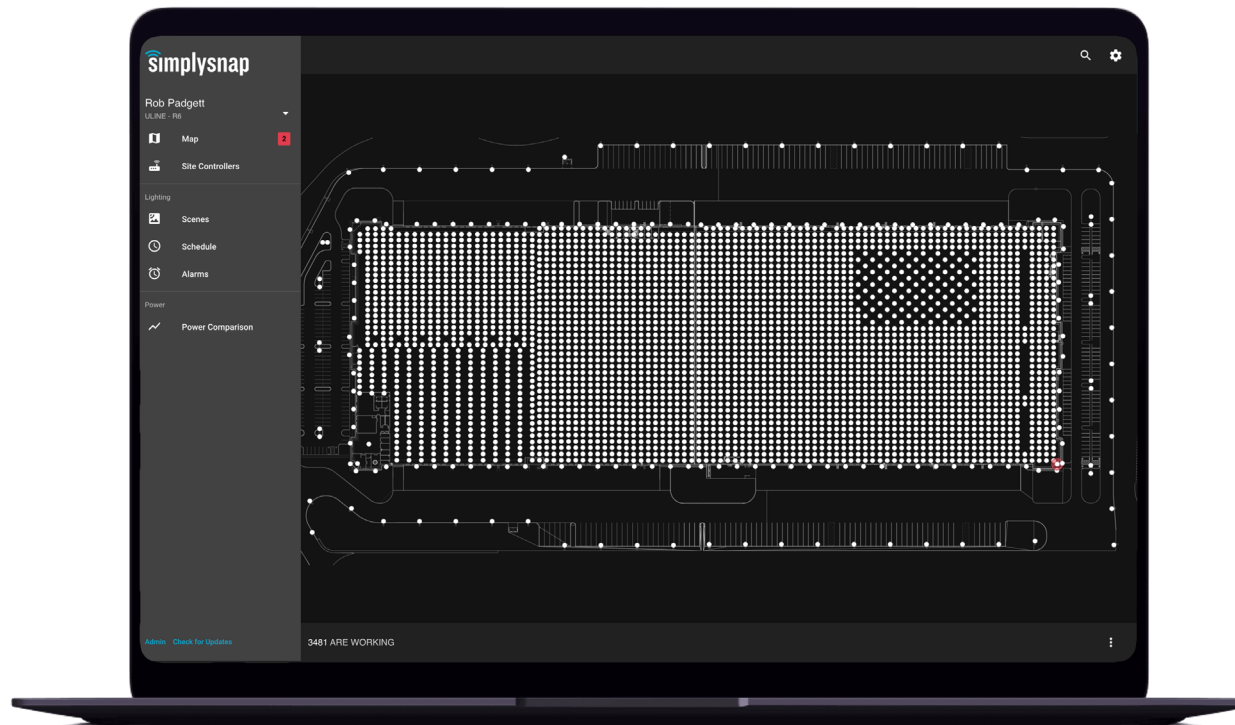 simplysnap
Rob Padgett
ULINE - R6
Map 2
Site Controllers
Lighting
Scenes
Schedule
Alarms
Power
Power Comparison
Admin Check for Updates
3481 ARE WORKING